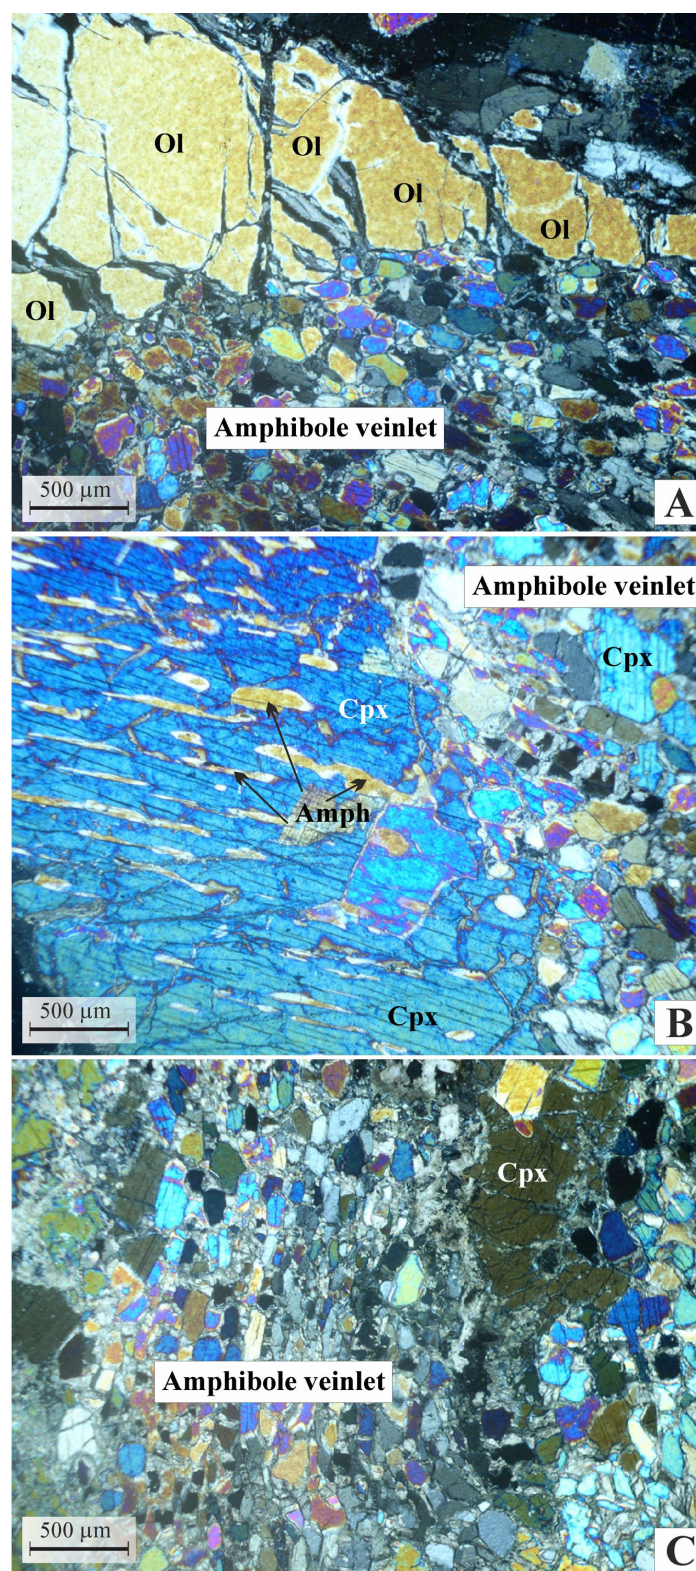 Ol
Ol
Ol
Ol
Ol
Amphibole veinlet
500 μm
A
Amphibole veinlet
Cpx
Cpx
Amph
Cpx
500 μm
B
Cpx
Amphibole veinlet
500 μm
C